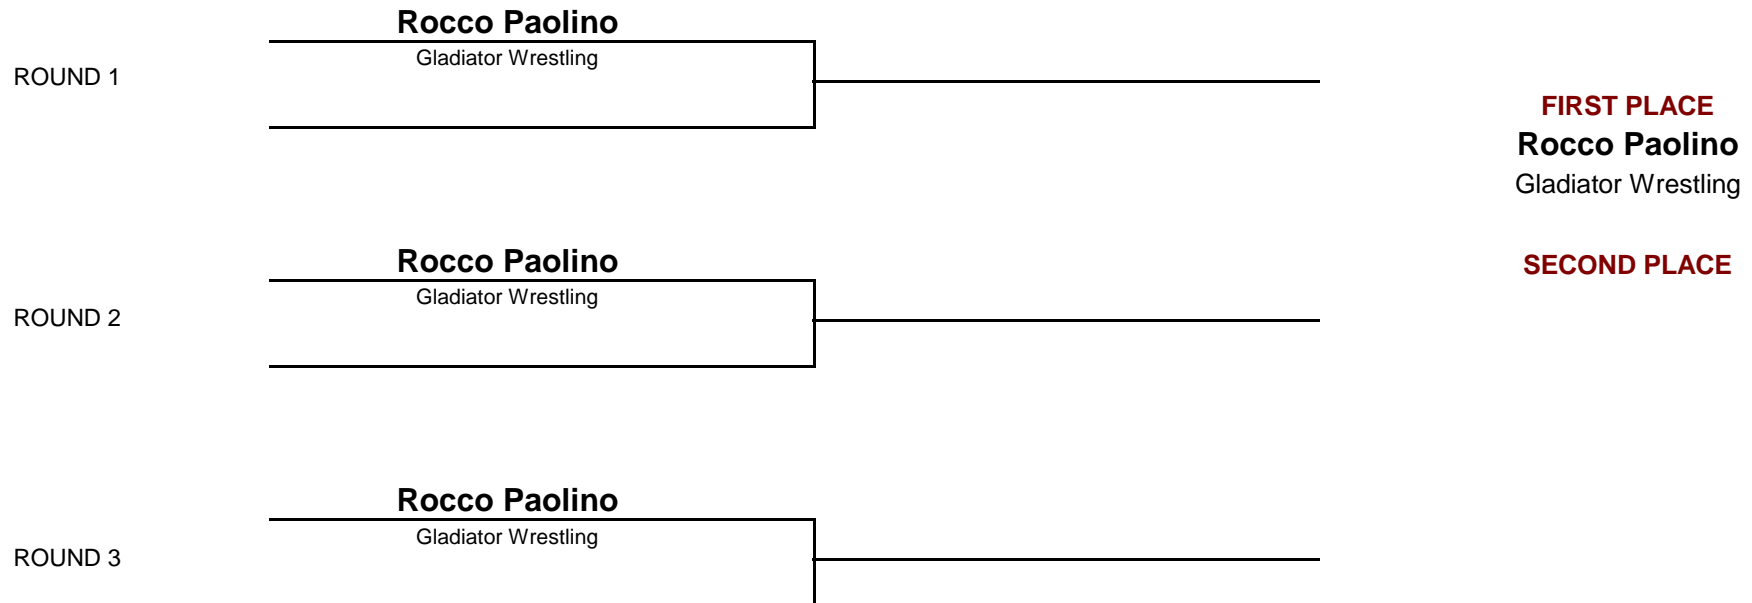 Rocco Paolino
Gladiator Wrestling
ROUND 1
FIRST PLACE
Rocco Paolino
Gladiator Wrestling
Rocco Paolino
SECOND PLACE
Gladiator Wrestling
ROUND 2
Rocco Paolino
Gladiator Wrestling
ROUND 3